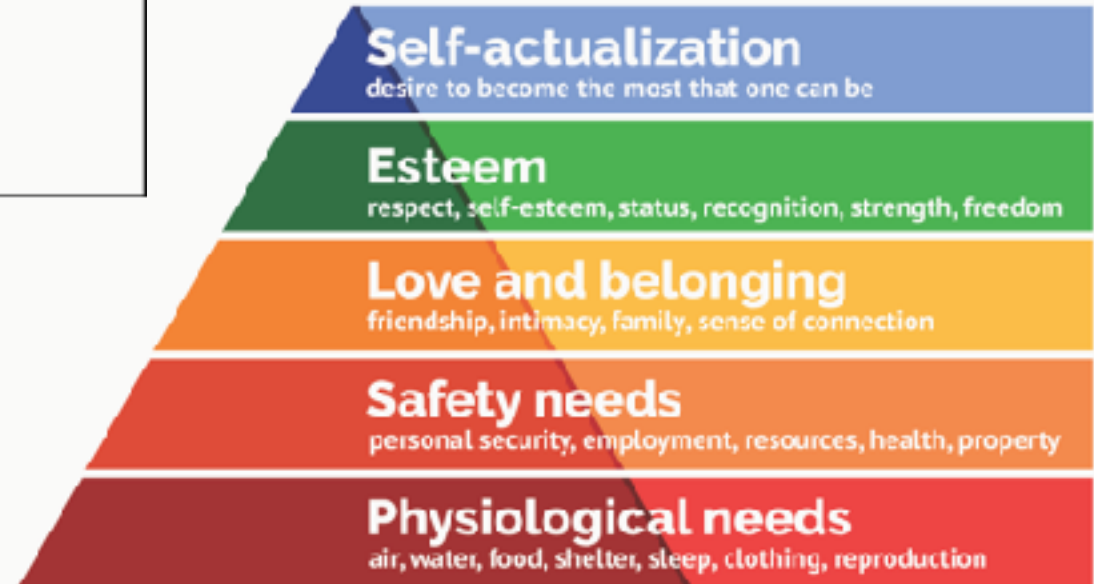 Self-actualization
desire to become the most that one can be
Esteem
respect, self-esteem, status, recognition, strength, freedom
Love and belonging
friendship, intimacy, family, sense of connection
Safety needs
personal security, employment, resources, health, property
Physiological needs
air, water, food, shelter, sleep, clothing, reproduction